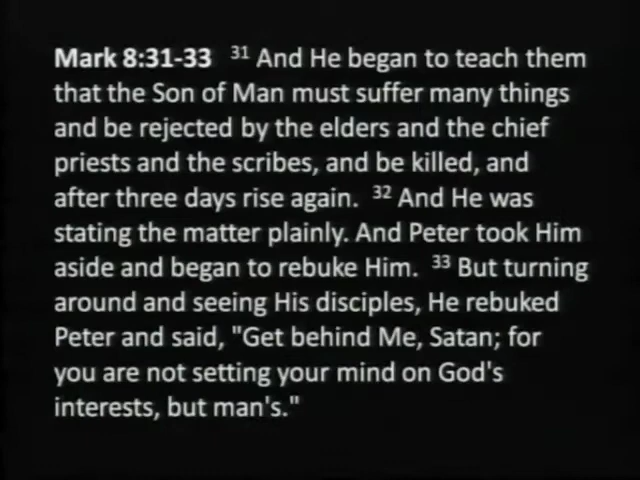 Mark 8:31-33 31 And He began to teach them
that the Son of Man must suffer many things
and be rejected by the elders and the chief
priests and the scribes, and be killed, and
after three days rise again. 32 And He was
stating the matter plainly. And Peter took Him
aside and began to rebuke Him. 33 But turning
around and seeing His disciples, He rebuked
Peter and said, "Get behind Me, Satan; for
you are not setting your mind on God's
interests, but man's."